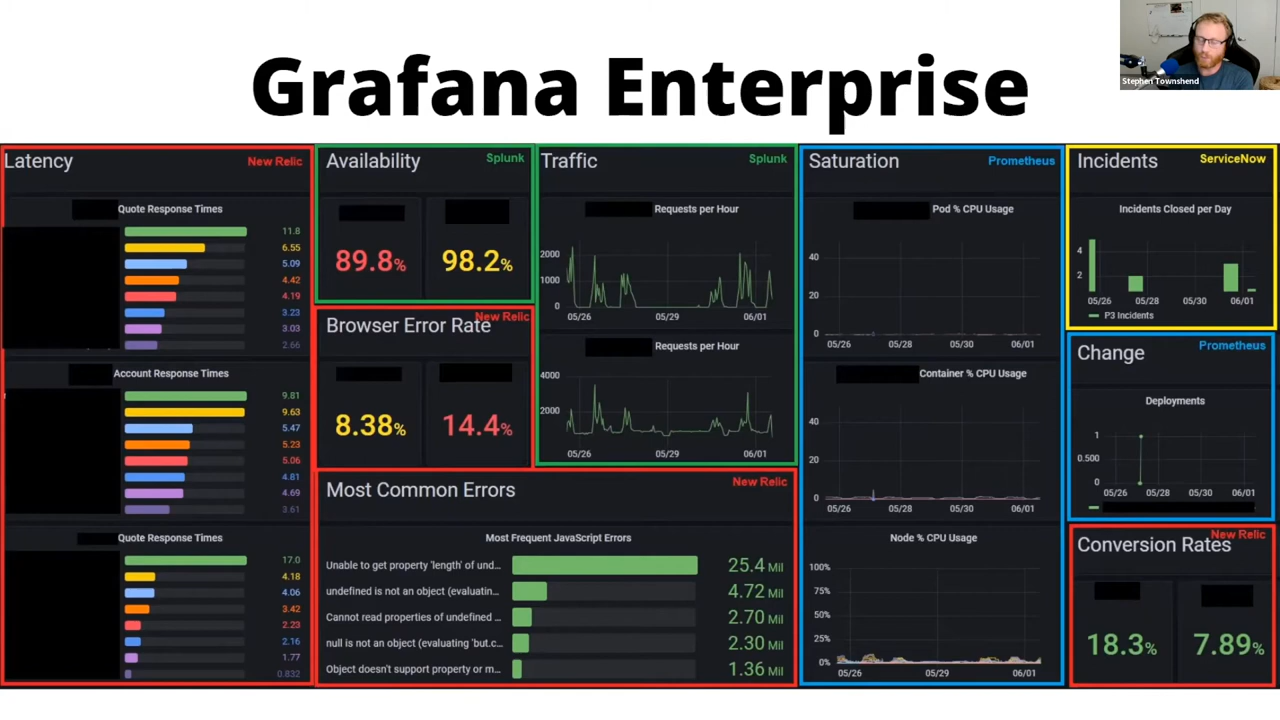 Grafana Enterprise
Stephen Townshend
Latency
New Relic
Quote Response Times
11.8
6.55
5.09
4.42
4.19
3.23
3.03
2.66
Account Response Times
9.81
9.63
5.47
5.23
5.06
4.81
4.69
3.61
Quote Response Times
17.0
4.18
4.06
3.42
2.23
2.16
1.77
0.832
Availability
Splunk
89.8%
98.2%
Browser Error Rate
New Relic
8.38%
14.4%
Traffic
Splunk
Requests per Hour
2000
1000
0
05/26
05/29
06/01
Requests per Hour
4000
2000
05/26
05/29
06/01
Most Common Errors
New Relic
Most Frequent JavaScript Errors
Unable to get property 'length' of und... 25.4 Mil
undefined is not an object (evaluatin... 4.72 Mil
Cannot read properties of undefined ... 2.70 Mil
null is not an object (evaluating 'but.c... 2.30 Mil
Object doesn't support property or m... 1.36 Mil
Saturation
Prometheus
Pod % CPU Usage
40
20
0
05/26
05/28
05/30
06/01
Container % CPU Usage
40
20
0
05/26
05/28
05/30
06/01
Node % CPU Usage
100%
75%
50%
25%
0%
05/26
05/29
06/01
Incidents
ServiceNow
Incidents Closed per Day
4
2
05/26
05/28
05/30
06/01
P3 Incidents
Change
Prometheus
Deployments
1
0.500
0
05/26
05/28
05/30
06/01
Conversion Rates
New Relic
18.3%
7.89%